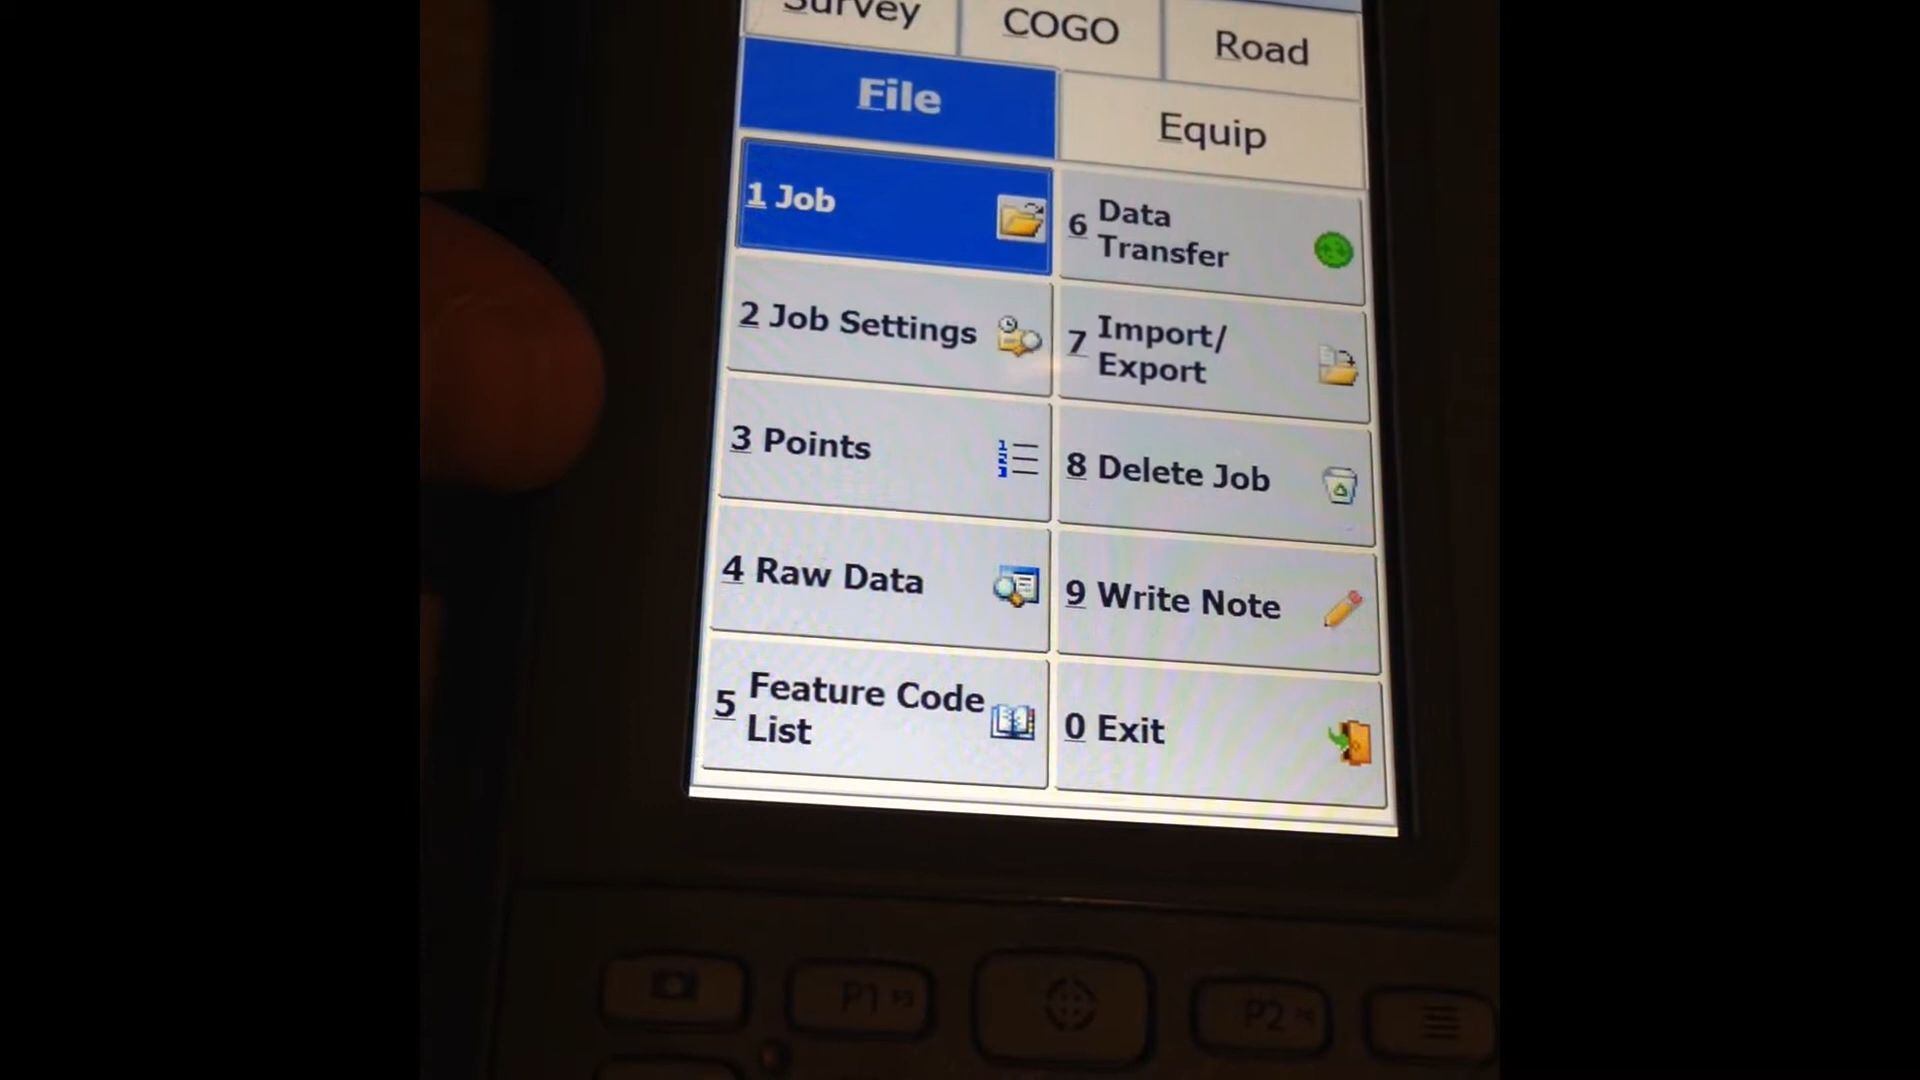 Survey
COGO
Road
File
Equip
1 Job
2 Job Settings
3 Points
4 Raw Data
5 Feature Code
List
6 Data
Transfer
7 Import/
Export
8 Delete Job
9 Write Note
0 Exit
P1
P2